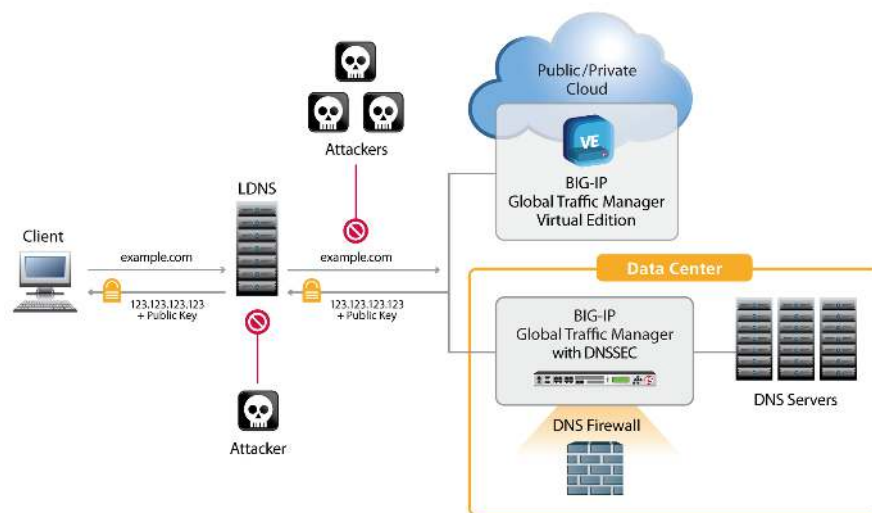 Public/Private
Cloud
VE
BIG-IP
Global Traffic Manager
Virtual Edition
Attackers
LDNS
Client
example.com
example.com
123.123.123.123
+ Public Key
123.123.123.123
+ Public Key
Attacker
Data Center
BIG-IP
Global Traffic Manager
with DNSSEC
DNS Servers
DNS Firewall